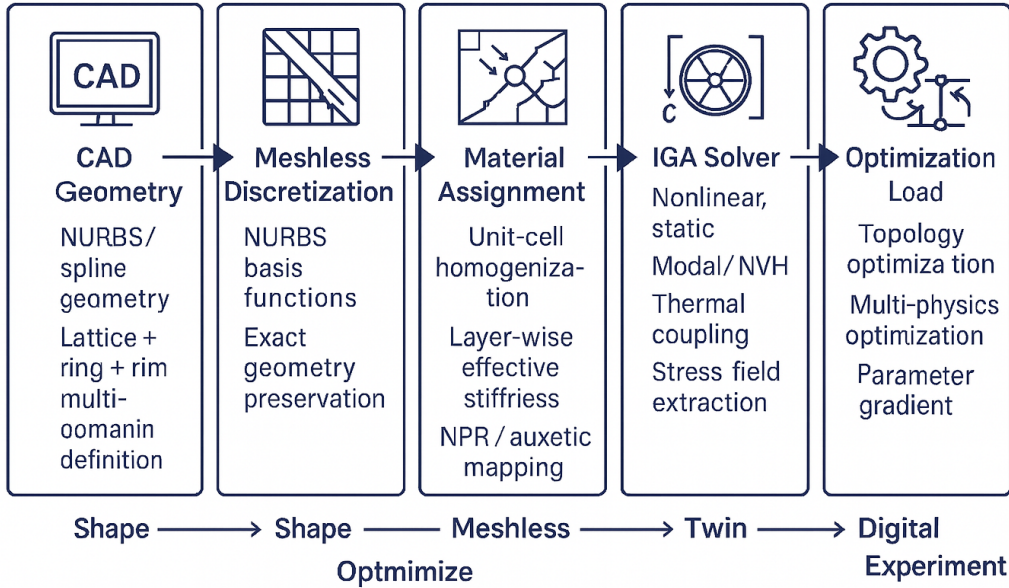 CAD
CAD
Geometry
NURBS/
spline
geometry
Lattice +
ring + rim
multi-
oomanin
definition
Meshless
Discretization
NURBS
basis
functions
Exact
geometry
preservation
Material
Assignment
Unit-cell
homogeniza-
tion
Layer-wise
effective
stiffriess
NPR / auxetic
mapping
C
IGA Solver
Nonlinear,
static
Modal/NVH
Thermal
coupling
Stress field
extraction
Optimization
Load
Topology
optimiza tion
Multi-physics
optimization
Parameter
gradient
Shape
Shape
Meshless
Twin
Digital
Optmimize
Experiment